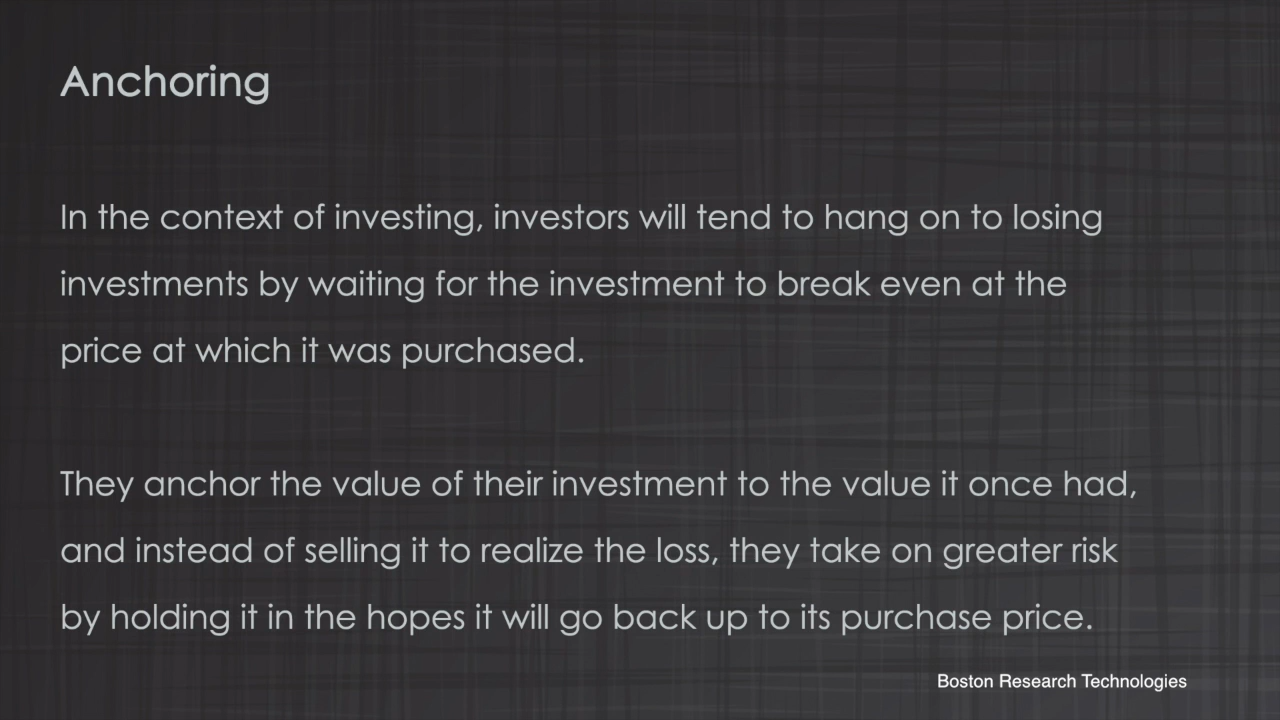 Anchoring
In the context of investing, investors will tend to hang on to losing
investments by waiting for the investment to break even at the
price at which it was purchased.
They anchor the value of their investment to the value it once had,
and instead of selling it to realize the loss, they take on greater risk
by holding it in the hopes it will go back up to its purchase price.
Boston Research Technologies